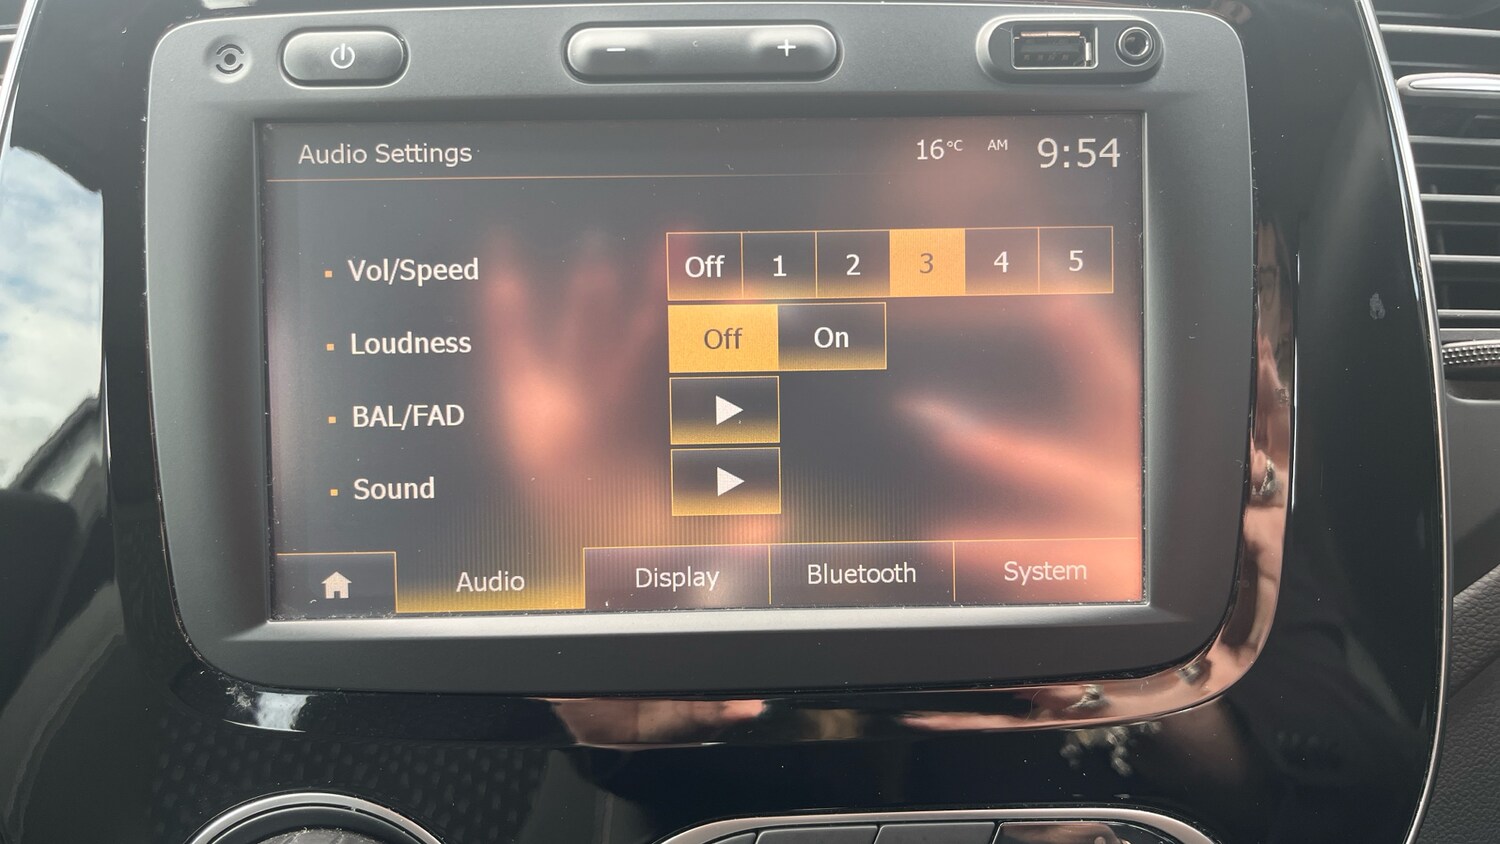 − +
Audio Settings 16°C AM 9:54
Vol/Speed Off 1 2 3 4 5
Loudness Off On
BAL/FAD
Sound
Audio Display Bluetooth System